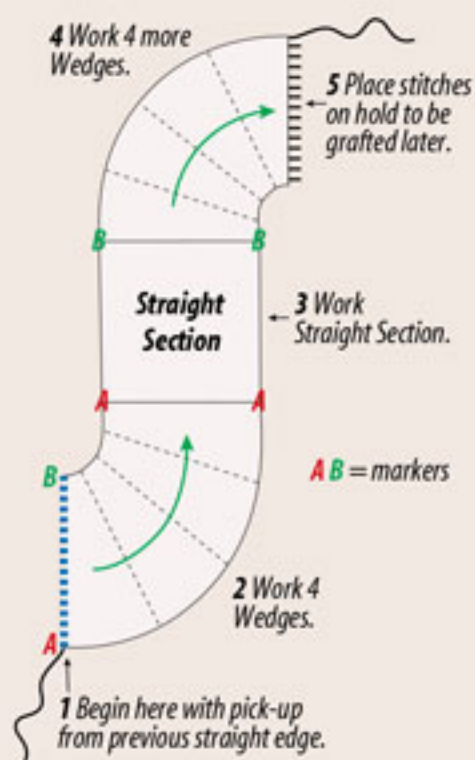 4 Work 4 more
Wedges.
5 Place stitches
on hold to be
grafted later.
B B
Straight
Section
3 Work
Straight Section.
A A
B
A B = markers
2 Work 4
Wedges.
A
1 Begin here with pick-up
from previous straight edge.